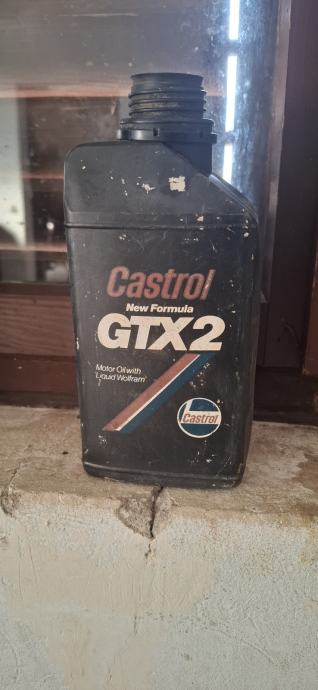 Castrol
New Formula
GTX2
Motor Oil with
Liquid Wolfram
Castrol